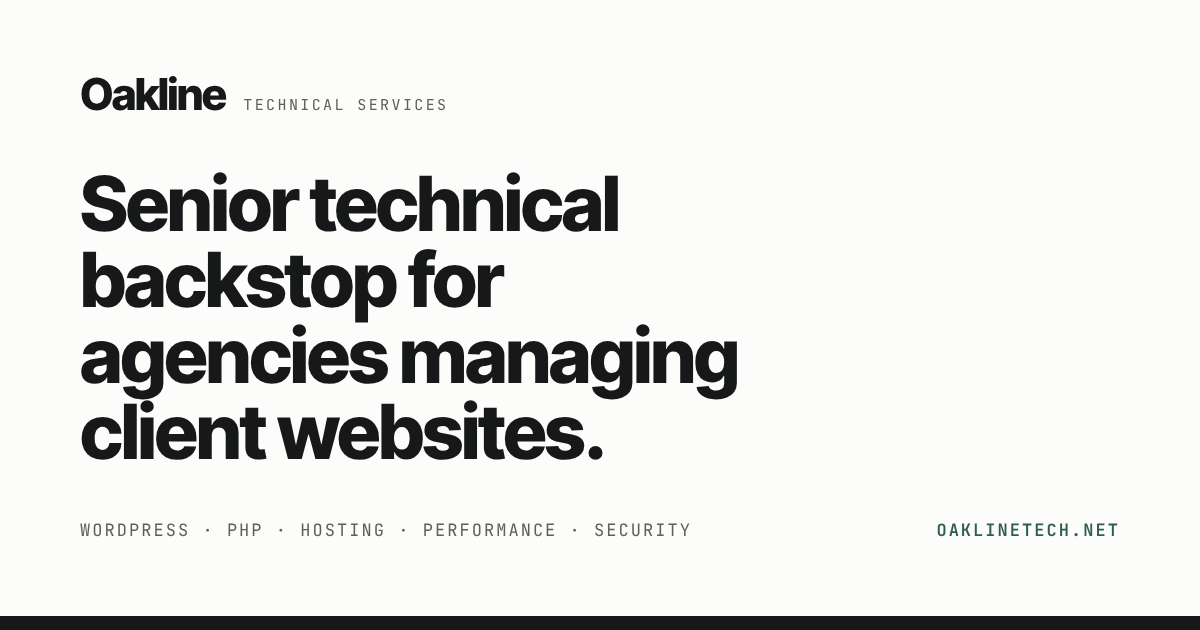 Oakline TECHNICAL SERVICES
Senior technical
backstop for
agencies managing
client websites.
WORDPRESS · PHP · HOSTING · PERFORMANCE · SECURITY
OAKLINETECH.NET